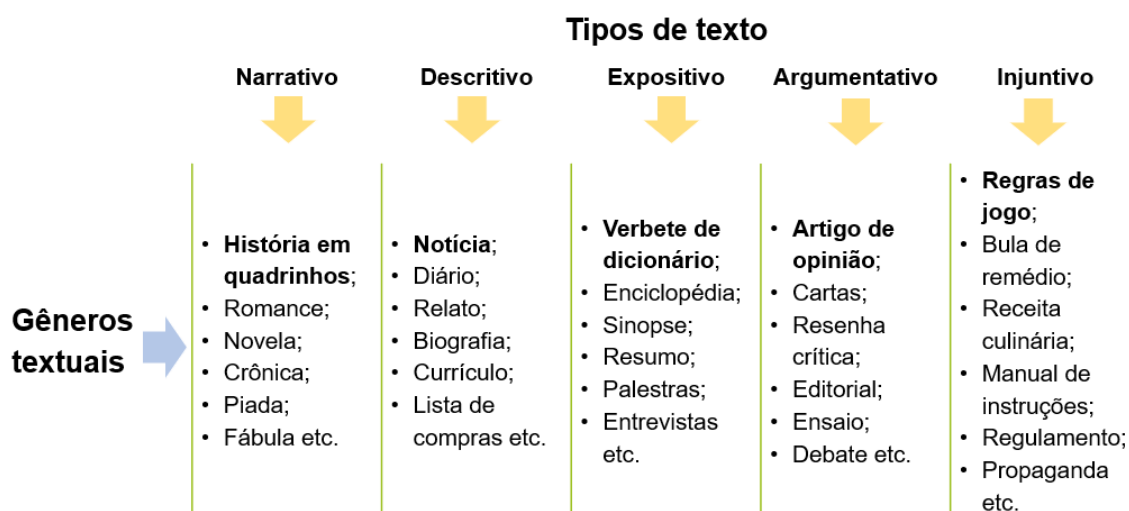 Tipos de texto
Narrativo
Descritivo
Expositivo
Argumentativo
Injuntivo
Gêneros
textuais
• História em
quadrinhos;
• Romance;
• Novela;
• Crônica;
• Piada;
• Fábula etc.
• Notícia;
• Diário;
• Relato;
• Biografia;
• Currículo;
• Lista de
compras etc.
• Verbete de
dicionário;
• Enciclopédia;
• Sinopse;
• Resumo;
• Palestras;
• Entrevistas
etc.
• Artigo de
opinião;
• Cartas;
• Resenha
crítica;
• Editorial;
• Ensaio;
• Debate etc.
• Regras de
jogo;
• Bula de
remédio;
• Receita
culinária;
• Manual de
instruções;
• Regulamento;
• Propaganda
etc.